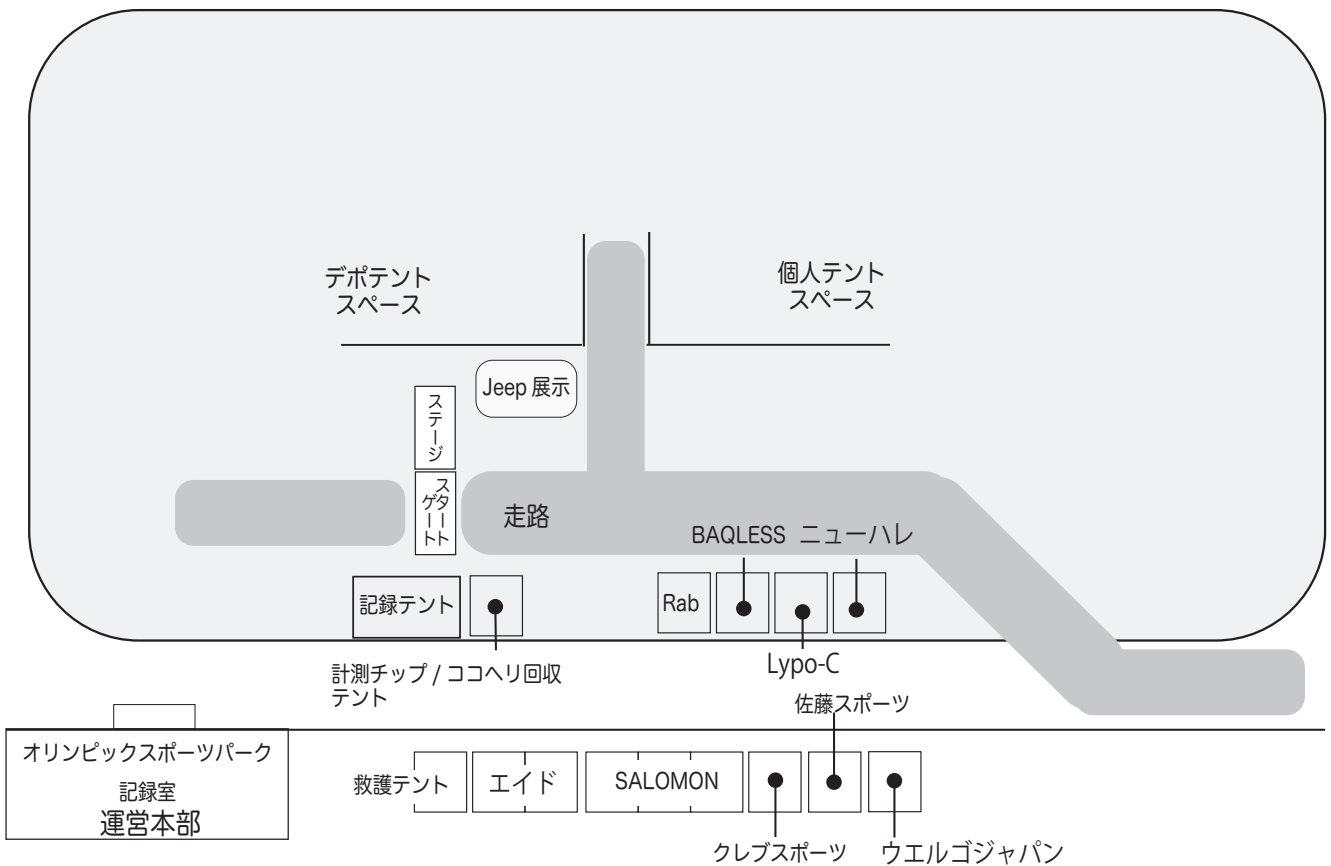 デポテント
スペース
個人テント
スペース
Jeep 展示
ステージ
スタート
ゲート
走路
BAQLESS ニューハレ
記録テント
Rab
計測チップ / ココヘリ回収
テント
Lypo-C
佐藤スポーツ
オリンピックスポーツパーク
記録室
運営本部
救護テント
エイド
SALOMON
クレブスポーツ
ウエルゴジャパン